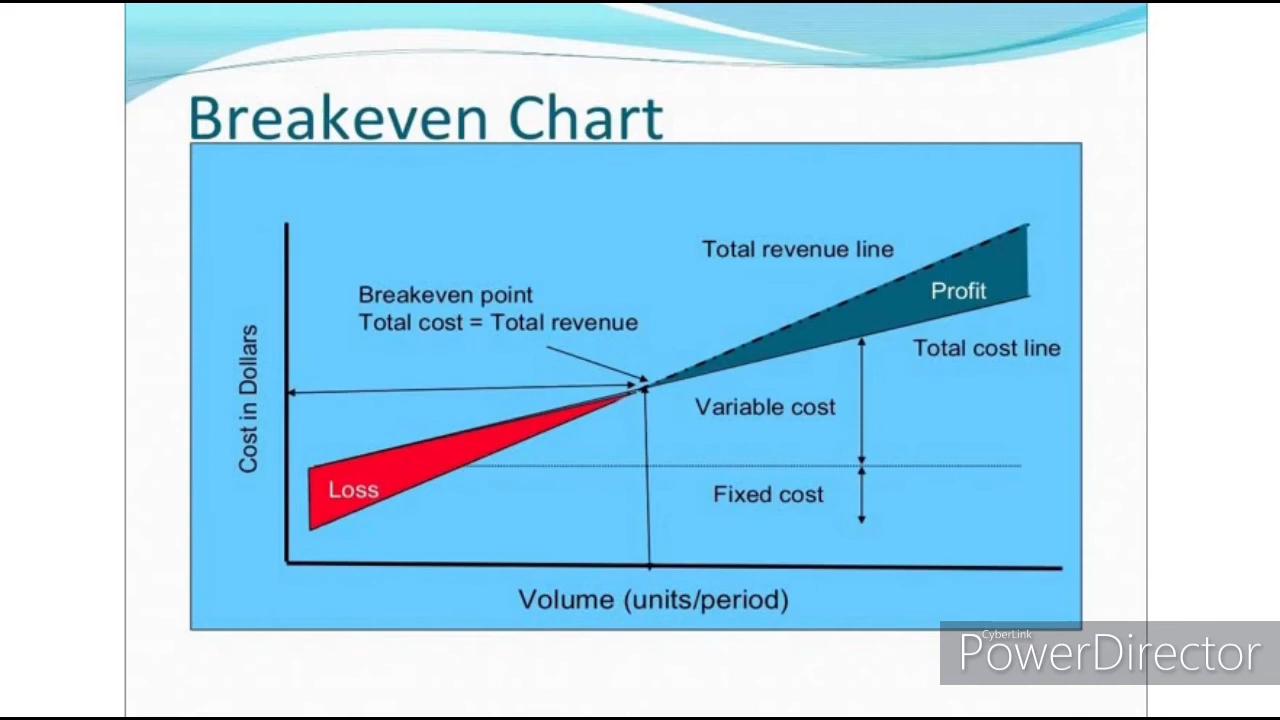 Breakeven Chart
Total revenue line
Breakeven point
Total cost = Total revenue
Profit
Total cost line
Cost in Dollars
Variable cost
Loss
Fixed cost
Volume (units/period)
CyberLink
PowerDirector